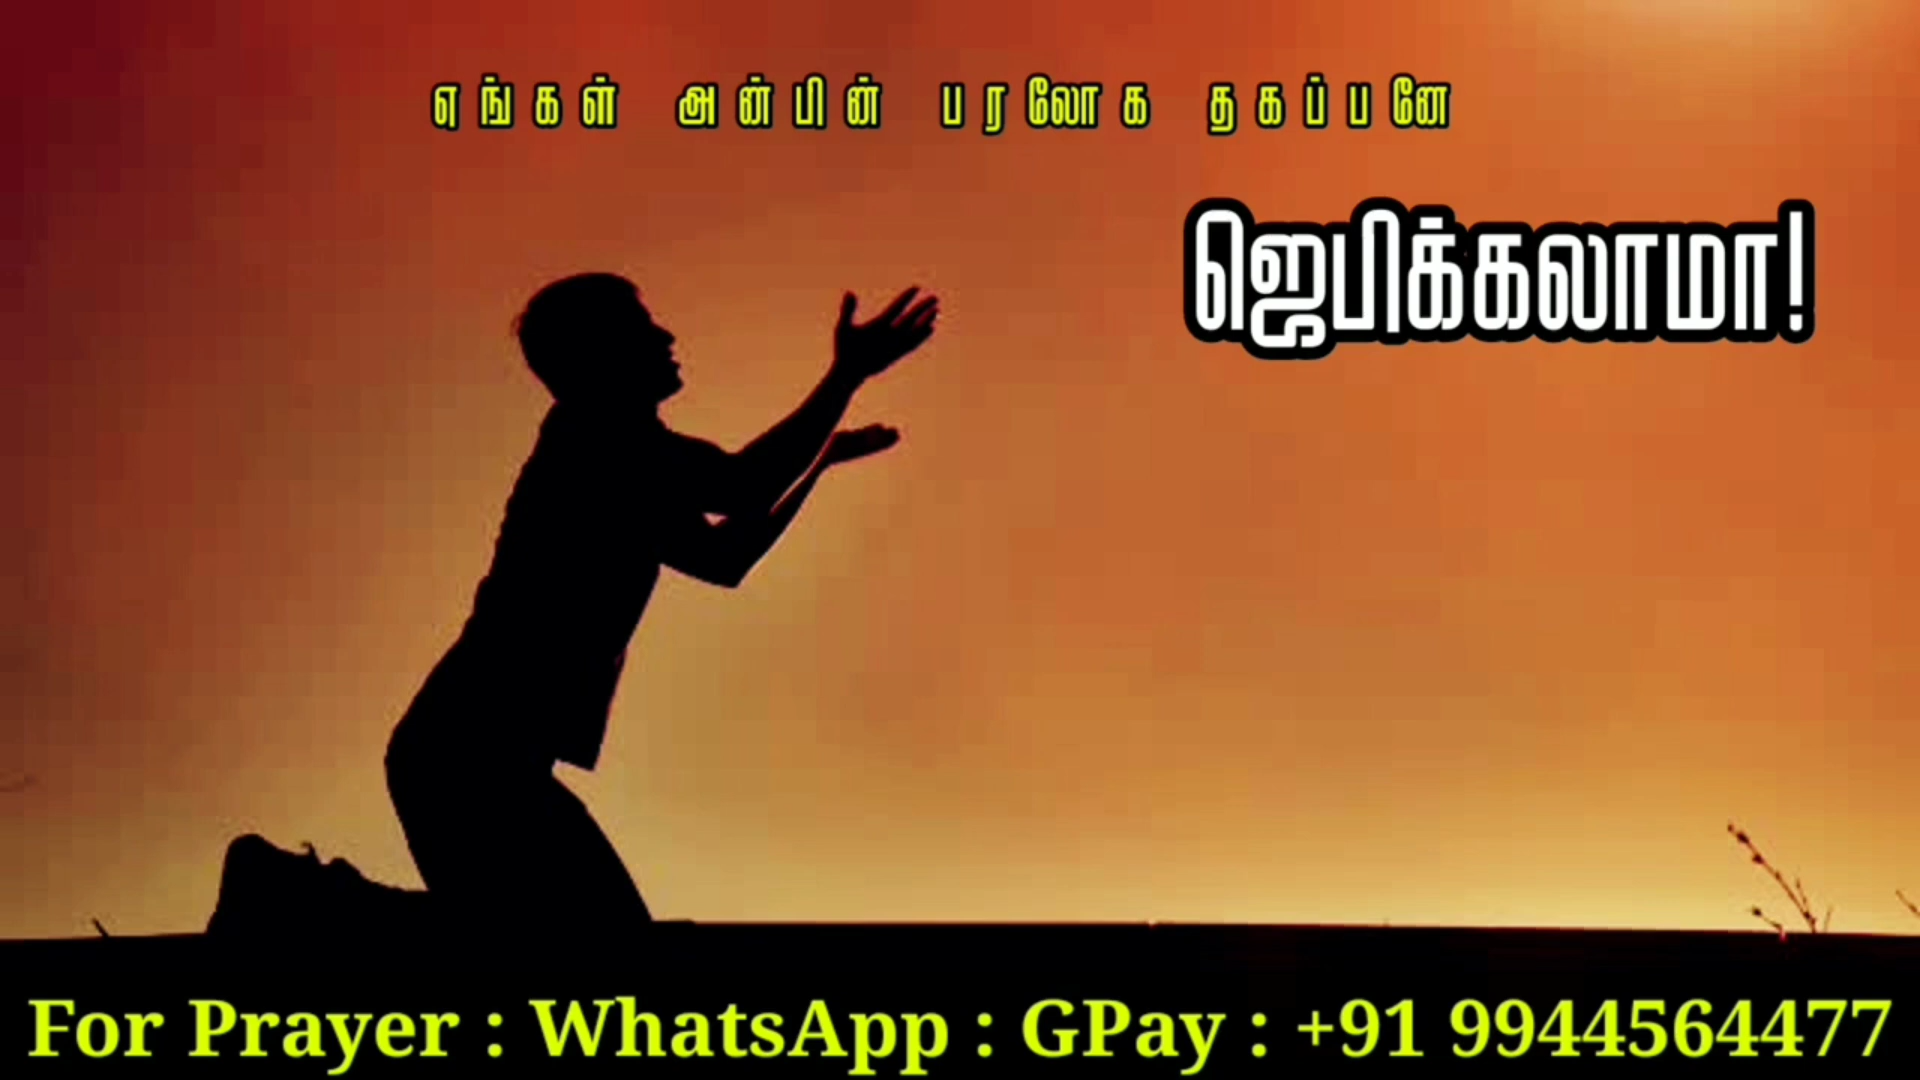 எங்கள் அன்பின் பரலோக தகப்பனே
ஜெபிக்கலாமா!
For Prayer : WhatsApp : GPay : +91 9944564477